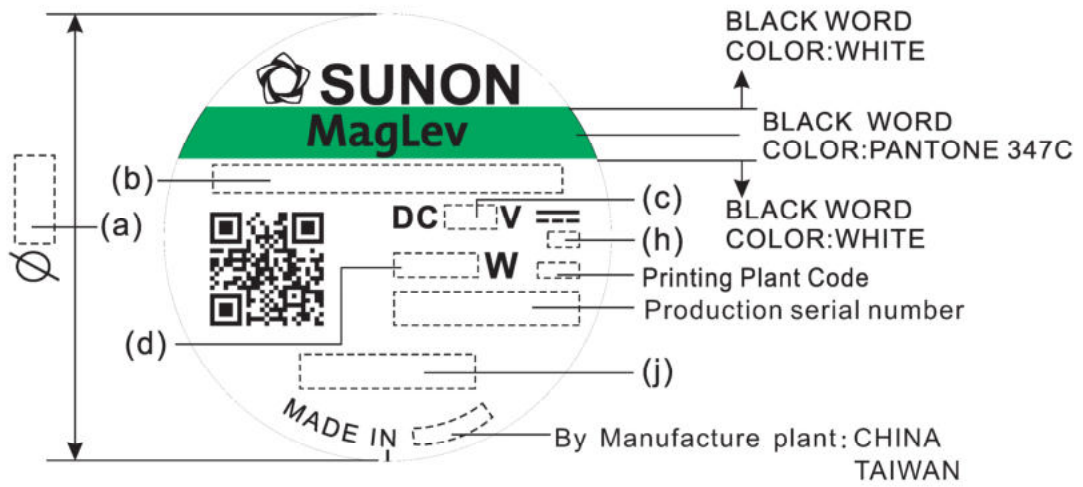 BLACK WORD
COLOR:WHITE
SUNON
MagLev
BLACK WORD
COLOR:PANTONE 347C
(b)
(a)
Ø
DC V
(c)
BLACK WORD
COLOR:WHITE
(h)
W
Printing Plant Code
Production serial number
(d)
(j)
MADE IN
By Manufacture plant: CHINA
TAIWAN